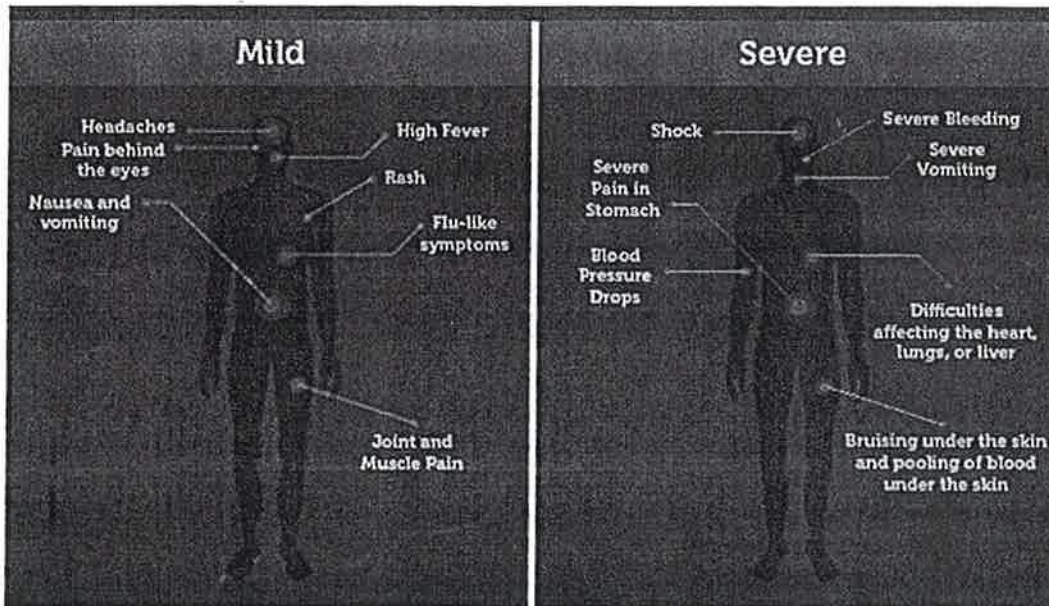 Mild
Headaches
Pain behind
the eyes
High Fever
Rash
Nausea and
vomiting
Flu-like
symptoms
Joint and
Muscle Pain
Severe
Shock
Severe Bleeding
Severe
Vomiting
Severe
Pain in
Stomach
Blood
Pressure
Drops
Difficulties
affecting the heart,
lungs, or liver
Bruising under the skin
and pooling of blood
under the skin